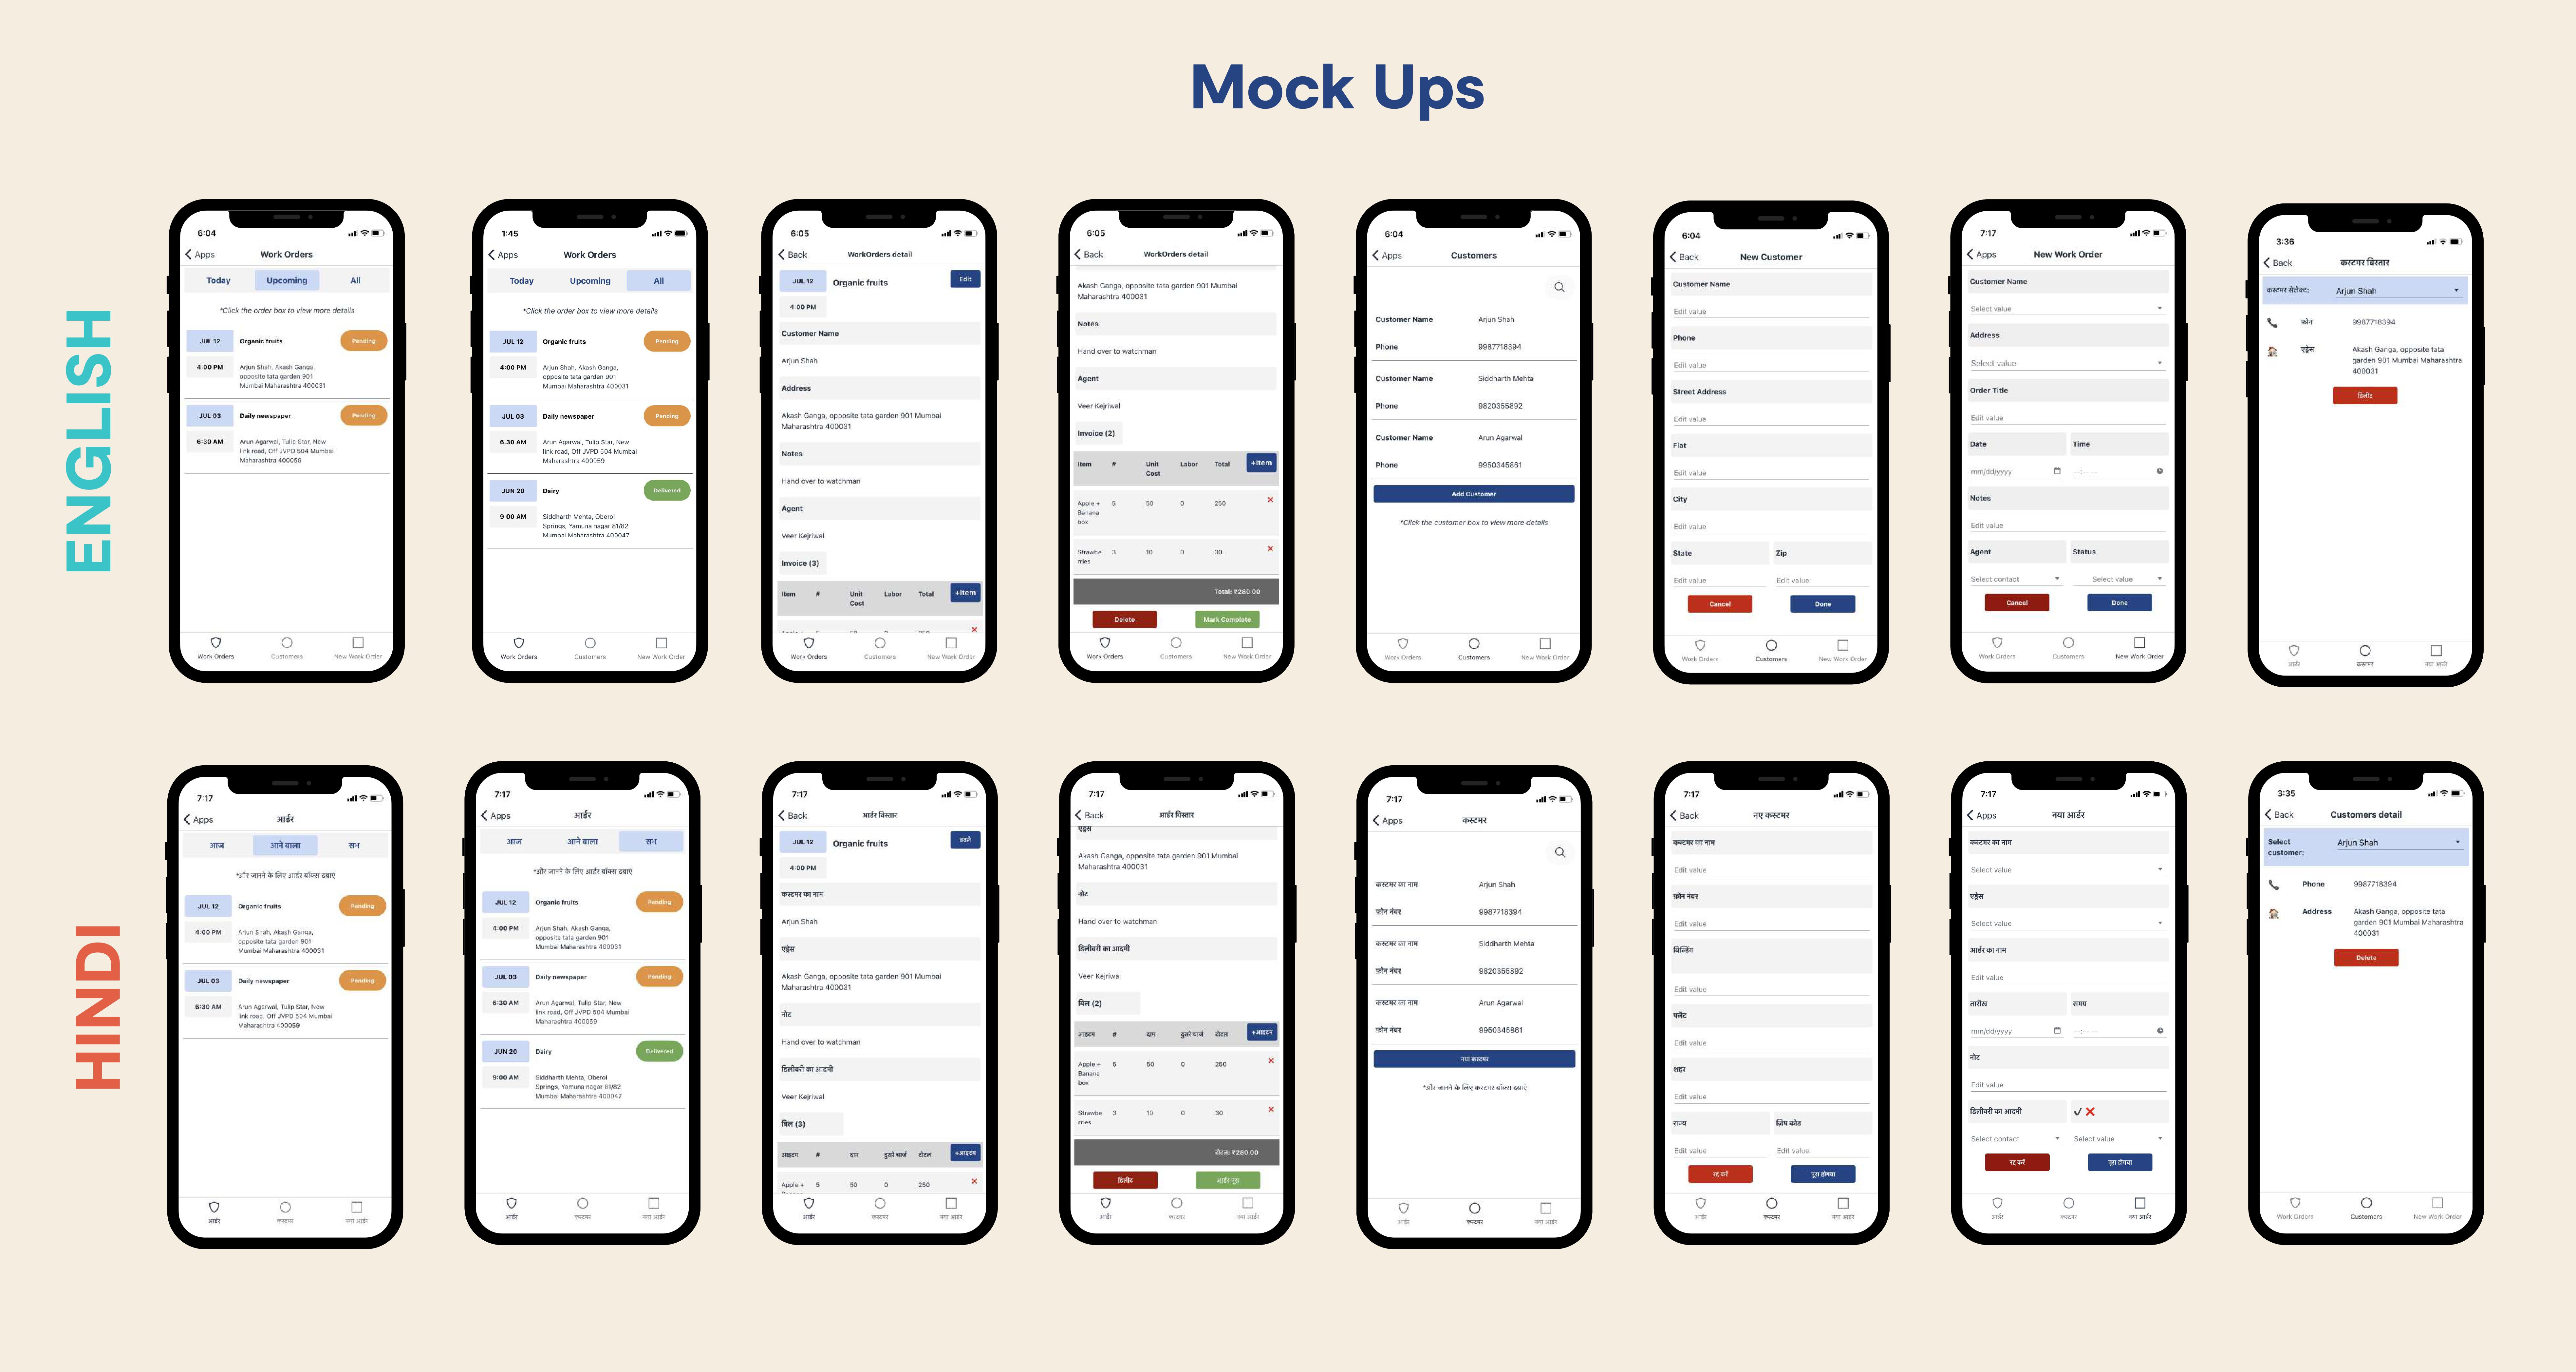 Mock Ups
ENGLISH
6:04
Apps
Work Orders
Today Upcoming All
*Click the order box to view more details
JUL 12 Organic fruits Pending
4:00 PM Arjun Shah, Akash Ganga,
opposite tata garden 901
Mumbai Maharashtra 400031
JUL 03 Daily newspaper Pending
6:30 AM Arun Agarwal, Tulip Star, New
link road, Off JVPD 504 Mumbai
Maharashtra 400059
Work Orders Customers New Work Order
1:45
Apps
Work Orders
Today Upcoming All
*Click the order box to view more details
JUL 12 Organic fruits Pending
4:00 PM Arjun Shah, Akash Ganga,
opposite tata garden 901
Mumbai Maharashtra 400031
JUL 03 Daily newspaper Pending
6:30 AM Arun Agarwal, Tulip Star, New
link road, Off JVPD 504 Mumbai
Maharashtra 400059
JUN 20 Dairy Delivered
9:00 AM Siddharth Mehta, Oberoi
Springs, Yamuna nagar 81/82
Mumbai Maharashtra 400047
Work Orders Customers New Work Order
6:05
Back
WorkOrders detail
JUL 12 Organic fruits Edit
4:00 PM
Customer Name
Arjun Shah
Address
Akash Ganga, opposite tata garden 901 Mumbai
Maharashtra 400031
Notes
Hand over to watchman
Agent
Veer Kejriwal
Invoice (3)
Item # Unit Labor Total +Item
Cost
Work Orders Customers New Work Order
6:05
Back
WorkOrders detail
Akash Ganga, opposite tata garden 901 Mumbai
Maharashtra 400031
Notes
Hand over to watchman
Agent
Veer Kejriwal
Invoice (2)
Item # Unit Labor Total +Item
Cost
Apple + 5 50 0 250
Banana
box
Strawbe 3 10 0 30
rries
Total: ₹280.00
Delete Mark Complete
Work Orders Customers New Work Order
6:04
Apps
Customers
Customer Name Arjun Shah
Phone 9987718394
Customer Name Siddharth Mehta
Phone 9820355892
Customer Name Arun Agarwal
Phone 9950345861
Add Customer
*Click the customer box to view more details
Work Orders Customers New Work Order
6:04
Back
New Customer
Customer Name
Edit value
Phone
Edit value
Street Address
Edit value
Flat
Edit value
City
Edit value
State Zip
Edit value Edit value
Cancel Done
Work Orders Customers New Work Order
7:17
Apps
New Work Order
Customer Name
Select value
Address
Select value
Order Title
Edit value
Date Time
mm/dd/yyyy --:-- --
Notes
Edit value
Agent Status
Select contact Select value
Cancel Done
Work Orders Customers New Work Order
3:36
Back
कस्टमर विस्तार
कस्टमर सेलेक्ट: Arjun Shah
फ़ोन 9987718394
एड्रेस Akash Ganga, opposite tata
garden 901 Mumbai Maharashtra
400031
डिलीट
आर्डर कस्टमर नया आर्डर
HINDI
7:17
Apps
आर्डर
आज आने वाला सभ
*और जानने के लिए आर्डर बॉक्स दबाएं
JUL 12 Organic fruits Pending
4:00 PM Arjun Shah, Akash Ganga,
opposite tata garden 901
Mumbai Maharashtra 400031
JUL 03 Daily newspaper Pending
6:30 AM Arun Agarwal, Tulip Star, New
link road, Off JVPD 504 Mumbai
Maharashtra 400059
आर्डर कस्टमर नया आर्डर
7:17
Apps
आर्डर
आज आने वाला सभ
*और जानने के लिए आर्डर बॉक्स दबाएं
JUL 12 Organic fruits Pending
4:00 PM Arjun Shah, Akash Ganga,
opposite tata garden 901
Mumbai Maharashtra 400031
JUL 03 Daily newspaper Pending
6:30 AM Arun Agarwal, Tulip Star, New
link road, Off JVPD 504 Mumbai
Maharashtra 400059
JUN 20 Dairy Delivered
9:00 AM Siddharth Mehta, Oberoi
Springs, Yamuna nagar 81/82
Mumbai Maharashtra 400047
आर्डर कस्टमर नया आर्डर
7:17
Back
आर्डर विस्तार
JUL 12 Organic fruits बदले
4:00 PM
कस्टमर का नाम
Arjun Shah
एड्रेस
Akash Ganga, opposite tata garden 901 Mumbai
Maharashtra 400031
नोट
Hand over to watchman
डिलीवरी का आदमी
Veer Kejriwal
बिल (3)
आइटम # दाम दुसरे चार्ज टोटल +आइटम
Apple + 5 50 0 250
आर्डर कस्टमर नया आर्डर
7:17
Back
आर्डर विस्तार
एड्रेस
Akash Ganga, opposite tata garden 901 Mumbai
Maharashtra 400031
नोट
Hand over to watchman
डिलीवरी का आदमी
Veer Kejriwal
बिल (2)
आइटम # दाम दुसरे चार्ज टोटल +आइटम
Apple + 5 50 0 250
Banana
box
Strawbe 3 10 0 30
rries
टोटल: ₹280.00
डिलीट आर्डर पूरा
आर्डर कस्टमर नया आर्डर
7:17
Apps
कस्टमर
कस्टमर का नाम Arjun Shah
फ़ोन नंबर 9987718394
कस्टमर का नाम Siddharth Mehta
फ़ोन नंबर 9820355892
कस्टमर का नाम Arun Agarwal
फ़ोन नंबर 9950345861
नया कस्टमर
*और जानने के लिए कस्टमर बॉक्स दबाएं
आर्डर कस्टमर नया आर्डर
7:17
Back
नए कस्टमर
कस्टमर का नाम
Edit value
फ़ोन नंबर
Edit value
बिल्डिंग
Edit value
फ्लैट
Edit value
शहर
Edit value
राज्य ज़िप कोड
Edit value Edit value
रद्द करें पूरा होगया
आर्डर कस्टमर नया आर्डर
7:17
Apps
नया आर्डर
कस्टमर का नाम
Select value
एड्रेस
Select value
आर्डर का नाम
Edit value
तारीख समय
mm/dd/yyyy --:-- --
नोट
Edit value
डिलीवरी का आदमी ✓❌
Select contact Select value
रद्द करें पूरा होगया
आर्डर कस्टमर नया आर्डर
3:35
Back
Customers detail
Select Arjun Shah
customer:
Phone 9987718394
Address Akash Ganga, opposite tata
garden 901 Mumbai Maharashtra
400031
Delete
Work Orders Customers New Work Order